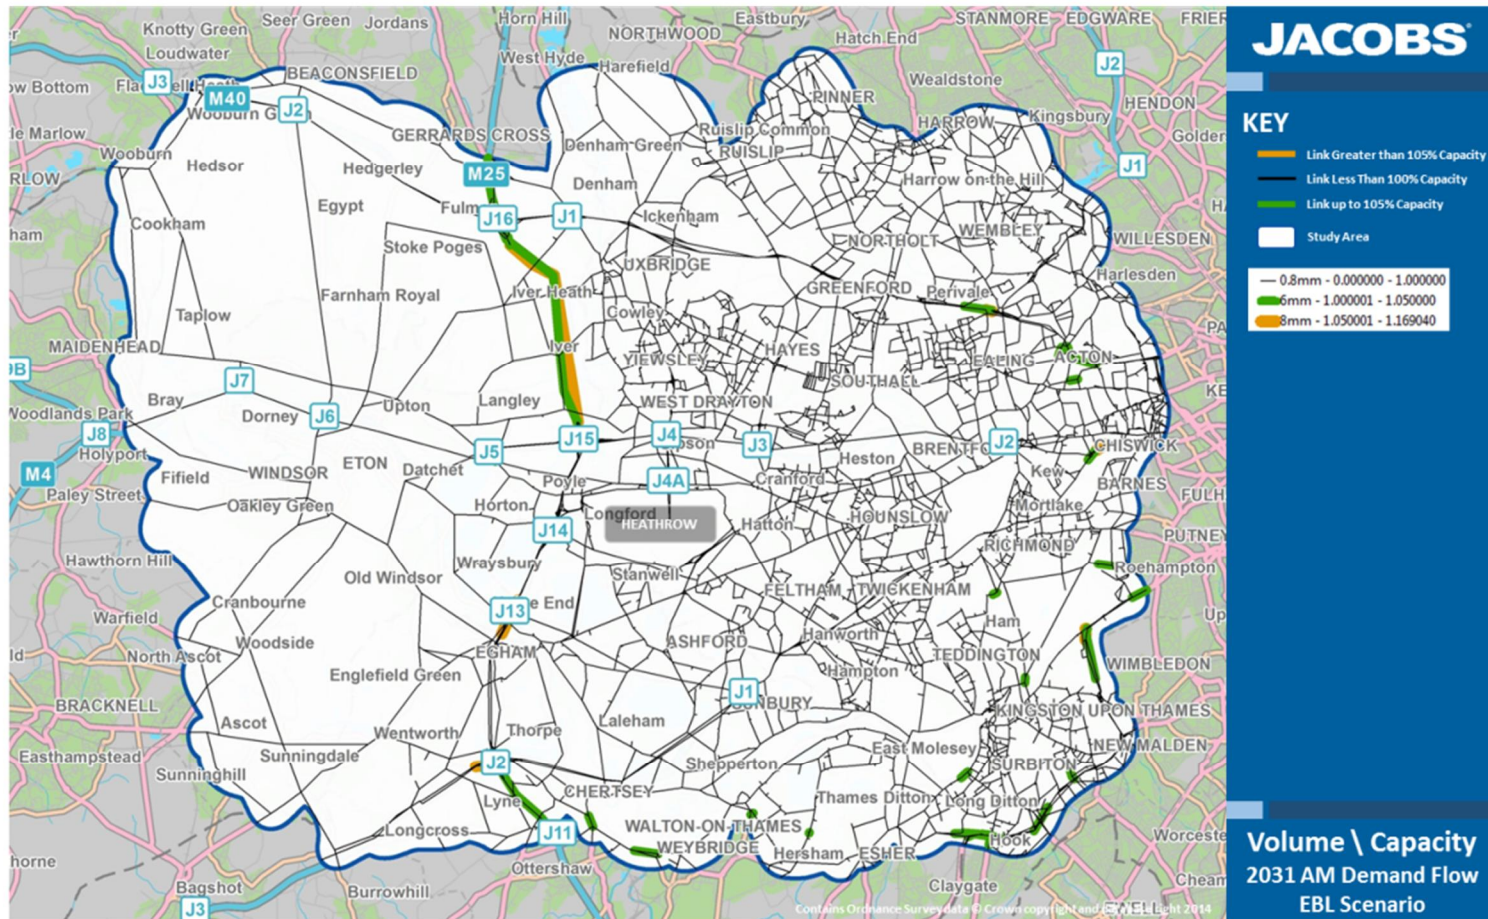 Knotty Green
Seer Green
Jordans
Horn Hill
Eastbury
STANMORE
EDGWARE
Loudwater
West Hyde
NORTHWOOD
Hatch End
J3
BEACONSFIELD
Harefield
Wealdstone
J2
M40
J2
PINNER
HENDON
GERRARDS CROSS
Ruislip Common
HARROW
Kingsbury
Wooburn
Denham Green
RUISLIP
Hedsor
Hedgerley
M25
Denham
Harrow on the Hill
J1
Egypt
J16
J1
Ickenham
Cookham
Stoke Poges
NORTHOLT
WEMBLEY
WILLESDEN
UXBRIDGE
Harlesden
Farnham Royal
Iver Heath
GREENFORD
Perivale
Taplow
Cowley
MAIDENHEAD
Iver
YIEWSLEY
HAYES
EALING
ACTON
J7
SOUTHALL
Bray
Upton
Langley
WEST DRAYTON
Woodlands Park
Dorney
J6
J8
J15
J4
J3
BRENTFO
J2
CHISWICK
Holyport
J5
M4
Fifield
WINDSOR
ETON
Datchet
Heston
Kew
Paley Street
Poyle
J4A
Cranford
BARNES
Oakley Green
Horton
Longford
HEATHROW
Hatton
HOUNSLOW
Mortlake
J14
RICHMOND
PUTNEY
Hawthorn Hill
Wraysbury
Old Windsor
Stanwell
FELTHAM
TWICKENHAM
Roehampton
Cranbourne
J13
e End
Warfield
Ham
Woodside
EGHAM
ASHFORD
Hanworth
North Ascot
TEDDINGTON
WIMBLEDON
Englefield Green
Hampton
BRACKNELL
J1
KINGSTON UPON THAMES
Ascot
Wentworth
Thorpe
Laleham
Easthampstead
Sunningdale
East Molesey
NEW MALDEN
Sunninghill
J2
Shepperton
SURBITON
Lyne
CHERTSEY
Thames Ditton
Long Ditton
Longcross
J11
WALTON-ON-THAMES
WEYBRIDGE
Hersham
ESHER
Hook
Ottershaw
Bagshot
Burrowhill
Claygate
J3
JACOBS
KEY
Link Greater than 105% Capacity
Link Less Than 100% Capacity
Link up to 105% Capacity
Study Area
0.8mm - 0.000000 - 1.000000
6mm - 1.000001 - 1.050000
8mm - 1.050001 - 1.169040
Volume \ Capacity
2031 AM Demand Flow
EBL Scenario